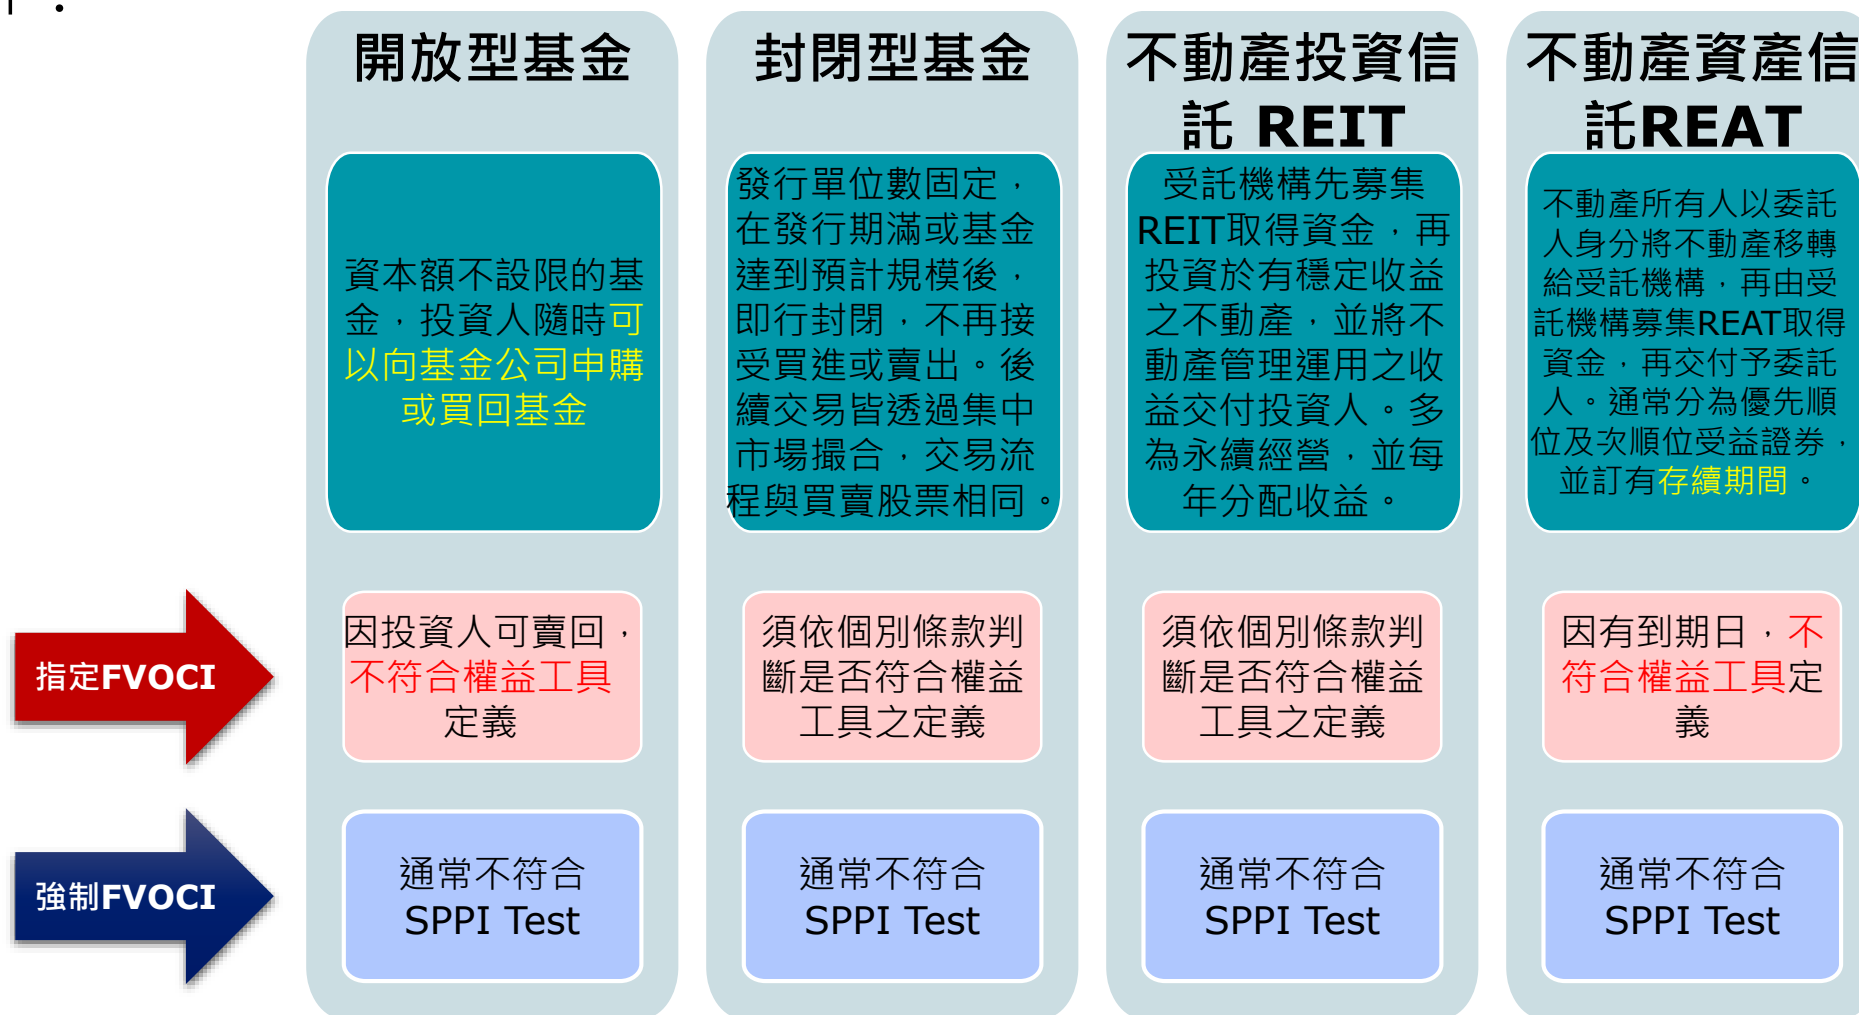 開放型基金
資本額不設限的基
金，投資人隨時可
以向基金公司申購
或買回基金
因投資人可賣回，
不符合權益工具
定義
通常不符合
SPPI Test
封閉型基金
發行單位數固定，
在發行期滿或基金
達到預計規模後，
即行封閉，不再接
受買進或賣出。後
續交易皆透過集中
市場撮合，交易流
程與買賣股票相同。
須依個別條款判
斷是否符合權益
工具之定義
通常不符合
SPPI Test
不動產投資信
託 REIT
受託機構先募集
REIT取得資金，再
投資於有穩定收益
之不動產，並將不
動產管理運用之收
益交付投資人。多
為永續經營，並每
年分配收益。
須依個別條款判
斷是否符合權益
工具之定義
通常不符合
SPPI Test
不動產資產信
託REAT
不動產所有人以委託
人身分將不動產移轉
給受託機構，再由受
託機構募集REAT取得
資金，再交付予委託
人。通常分為優先順
位及次順位受益證券，
並訂有存續期間。
因有到期日，不
符合權益工具定
義
通常不符合
SPPI Test
指定FVOCI
強制FVOCI